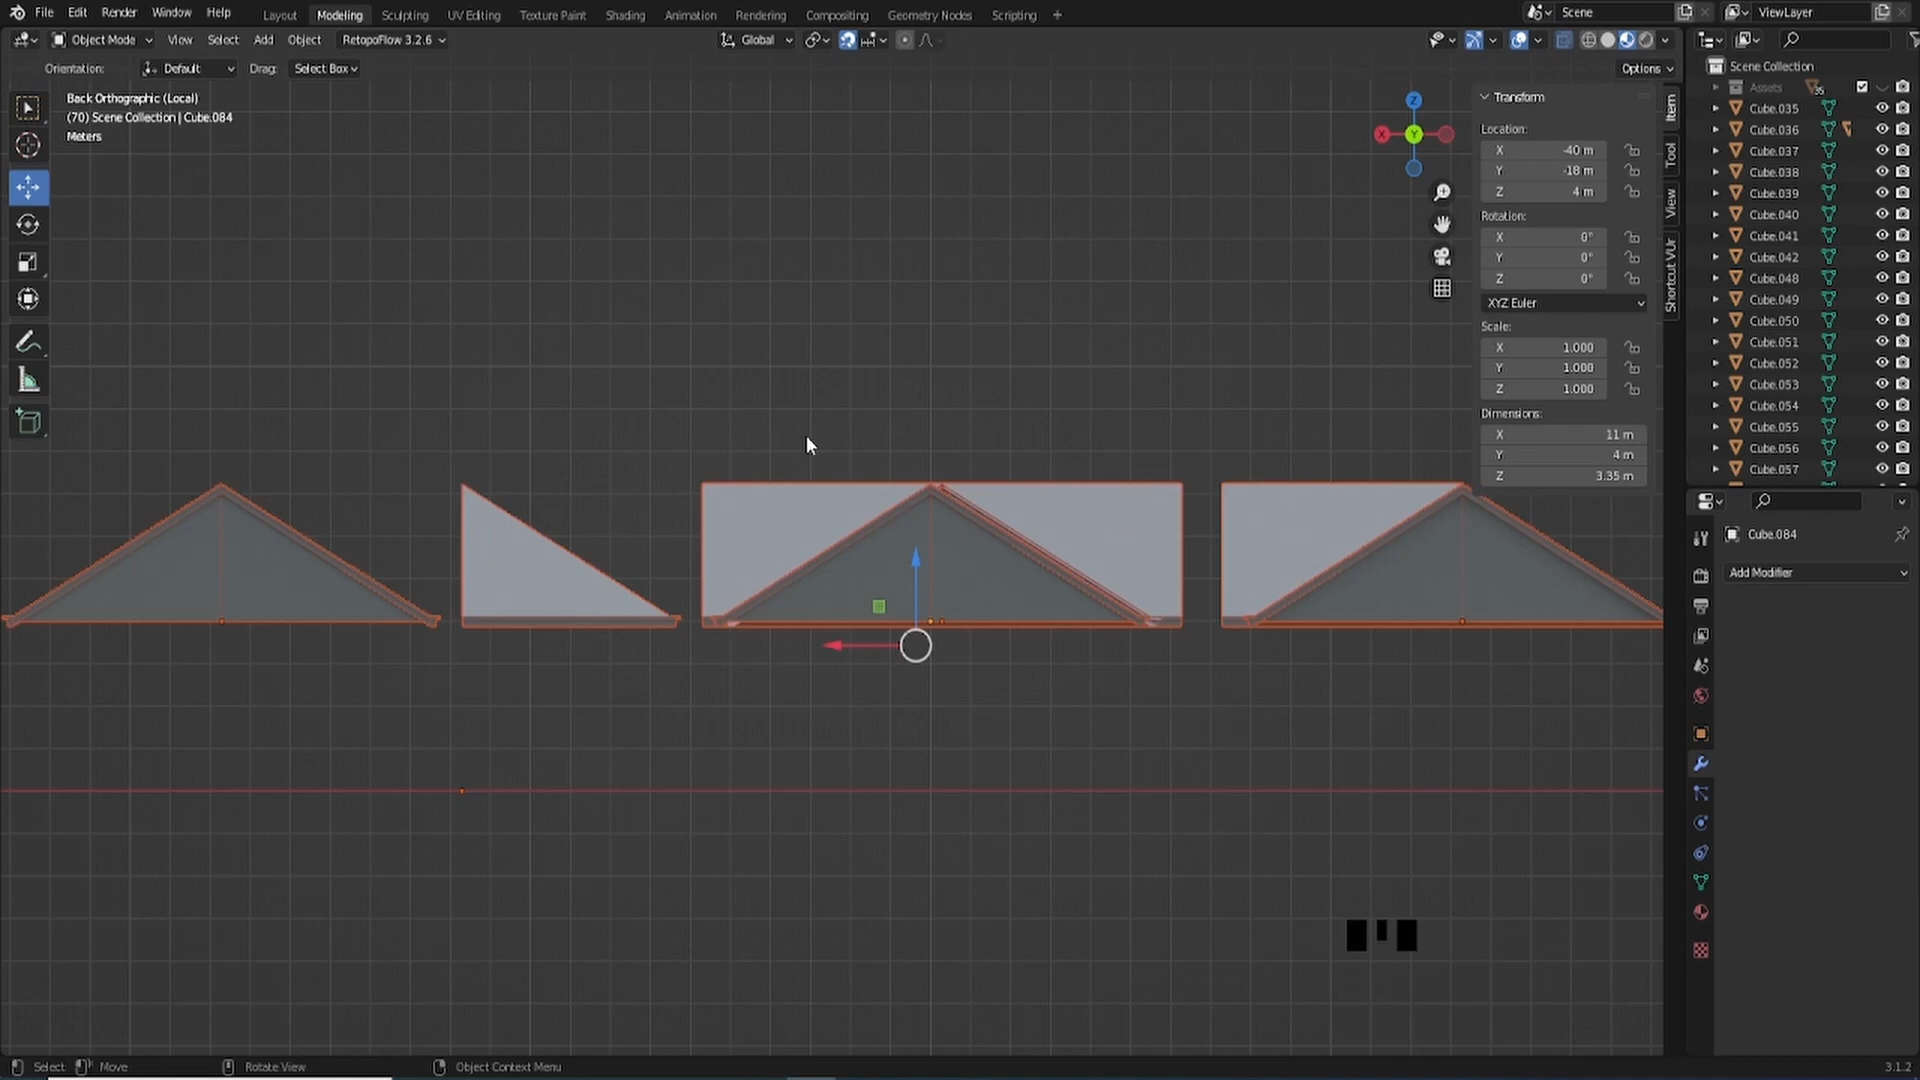 File Edit Render Window Help Layout Modeling Sculpting UV Editing Texture Paint Shading Animation Rendering Compositing Geometry Nodes Scripting + Scene ViewLayer
Object Mode View Select Add Object RetopoFlow 3.2.6 Global
Orientation: Default Drag: Select Box Options
Back Orthographic (Local)
(70) Scene Collection | Cube.084
Meters
Z
X
Y
Transform
Location:
X -40 m
Y -18 m
Z 4 m
Rotation:
X 0°
Y 0°
Z 0°
XYZ Euler
Scale:
X 1.000
Y 1.000
Z 1.000
Dimensions:
X 11 m
Y 4 m
Z 3.35 m
Item
Tool
View
Shortcut VUr
Scene Collection
Assets 35
Cube.035
Cube.036
Cube.037
Cube.038
Cube.039
Cube.040
Cube.041
Cube.042
Cube.048
Cube.049
Cube.050
Cube.051
Cube.052
Cube.053
Cube.054
Cube.055
Cube.056
Cube.057
Cube.084
Add Modifier
Select Move Rotate View Object Context Menu 3.1.2